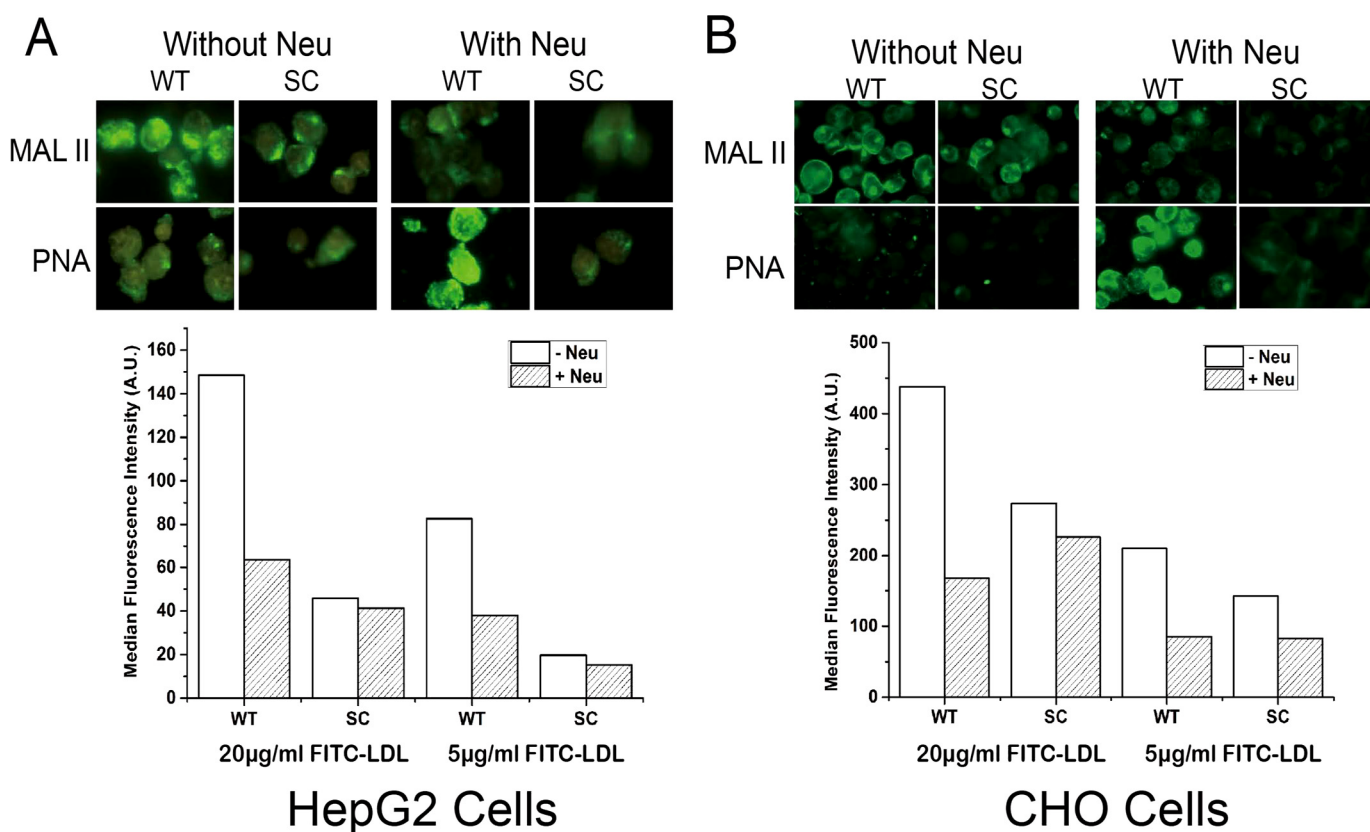 A
Without Neu
With Neu
WT
SC
WT
SC
MAL II
PNA
Median Fluorescence Intensity (A.U.)
160
140
120
100
80
60
40
20
0
- Neu
+ Neu
WT
SC
WT
SC
20µg/ml FITC-LDL
5µg/ml FITC-LDL
HepG2 Cells
B
Without Neu
With Neu
WT
SC
WT
SC
MAL II
PNA
Median Fluorescence Intensity (A.U.)
500
400
300
200
100
0
- Neu
+ Neu
WT
SC
WT
SC
20µg/ml FITC-LDL
5µg/ml FITC-LDL
CHO Cells